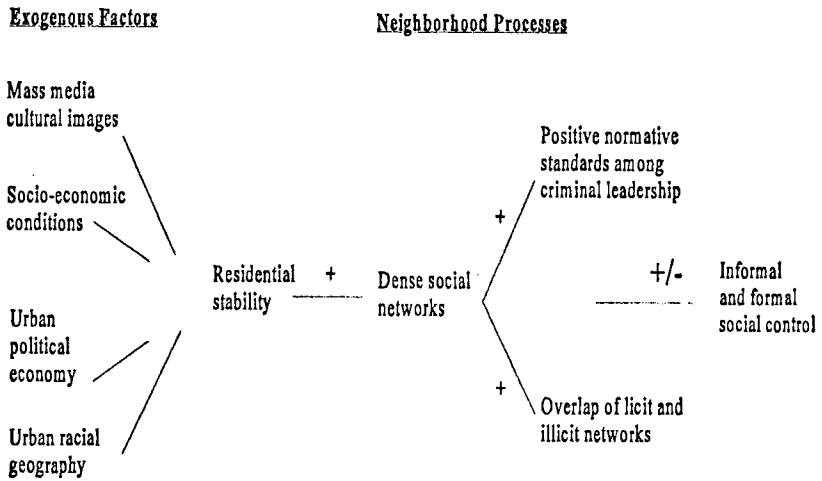 Exogenous Factors
Neighborhood Processes
Mass media
cultural images
Socio-economic
conditions
Urban
political
economy
Urban racial
geography
Residential
stability
+
Dense social
networks
+
+
Positive normative
standards among
criminal leadership
Overlap of licit and
illicit networks
+/-
Informal
and formal
social control